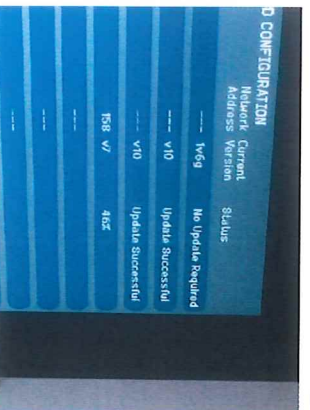 D CONFIGURATION
Network Current
Address Version Status
--- 1v6g No Update Required
--- v10 Update Successful
--- v10 Update Successful
158 v7 46%
---
---
---